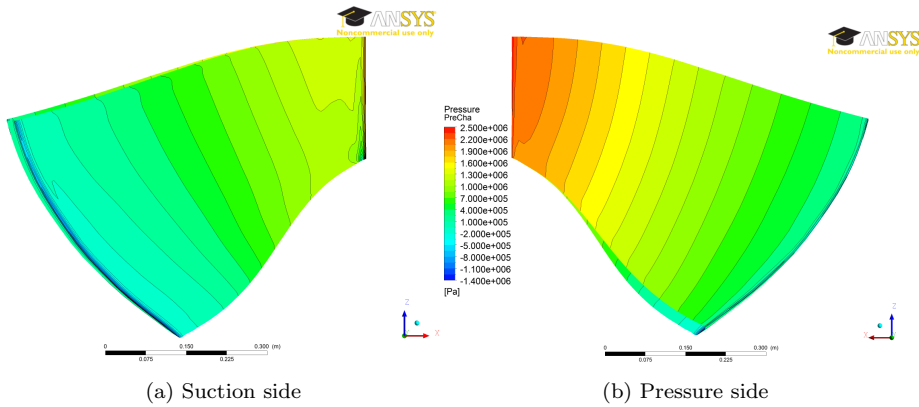 ANSYS
Noncommercial use only
ANSYS
Noncommercial use only
Pressure
PreCha
2.500e+006
2.200e+006
1.900e+006
1.600e+006
1.300e+006
1.000e+006
7.000e+005
4.000e+005
1.000e+005
-2.000e+005
-5.000e+005
-8.000e+005
-1.100e+006
-1.400e+006
[Pa]
Z
X
Z
X
0 0.150 0.300 (m)
0.075 0.225
0 0.150 0.300 (m)
0.075 0.225
(a) Suction side
(b) Pressure side